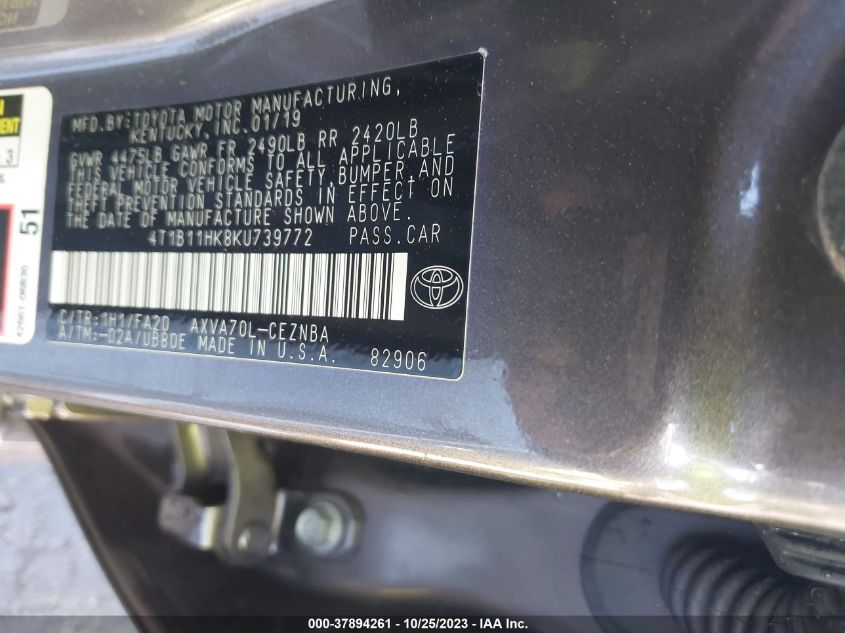 MFD. BY: TOYOTA MOTOR MANUFACTURING,
KENTUCKY, INC. 01/19
GVWR 4475LB GAWR FR 2490LB RR 2420LB
THIS VEHICLE CONFORMS TO ALL APPLICABLE
FEDERAL MOTOR VEHICLE SAFETY, BUMPER, AND
THEFT PREVENTION STANDARDS IN EFFECT ON
THE DATE OF MANUFACTURE SHOWN ABOVE.
4T1B11HK8KU739772 PASS.CAR
C/TR:1H1/FA20 AXVA70L-CEZNBA
A/TM:-02A/UB8DE MADE IN U.S.A.
82906
51
3
000-37894261 - 10/25/2023 - IAA Inc.